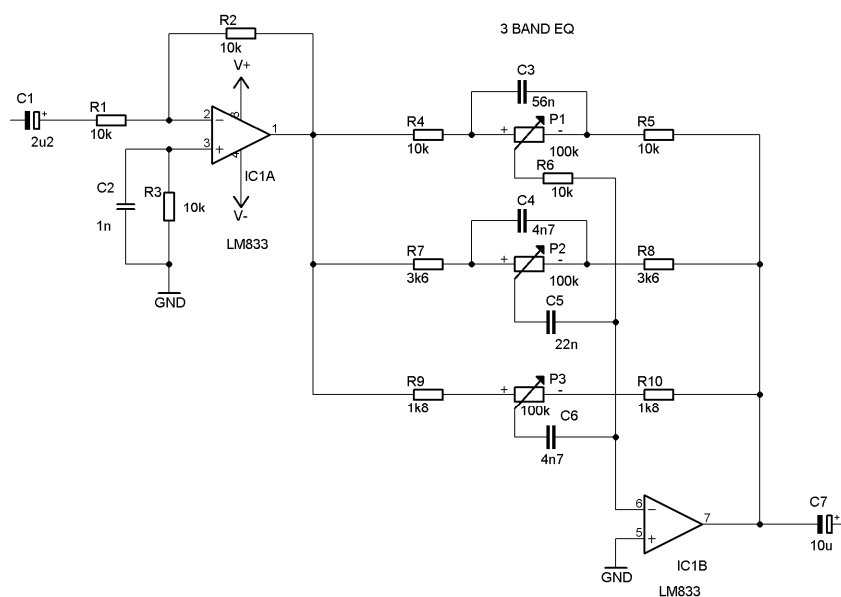 R2
10k
3 BAND EQ
V+
C3
56n
C1
+
2u2
R1
10k
2
-
8
3
+
4
1
IC1A
V-
LM833
R4
10k
+
P1
-
100k
R5
10k
R6
10k
C2
1n
R3
10k
GND
C4
4n7
R7
3k6
+
P2
-
100k
R8
3k6
C5
22n
R9
1k8
+
P3
-
100k
R10
1k8
C6
4n7
6
-
5
+
7
C7
+
10u
GND
IC1B
LM833